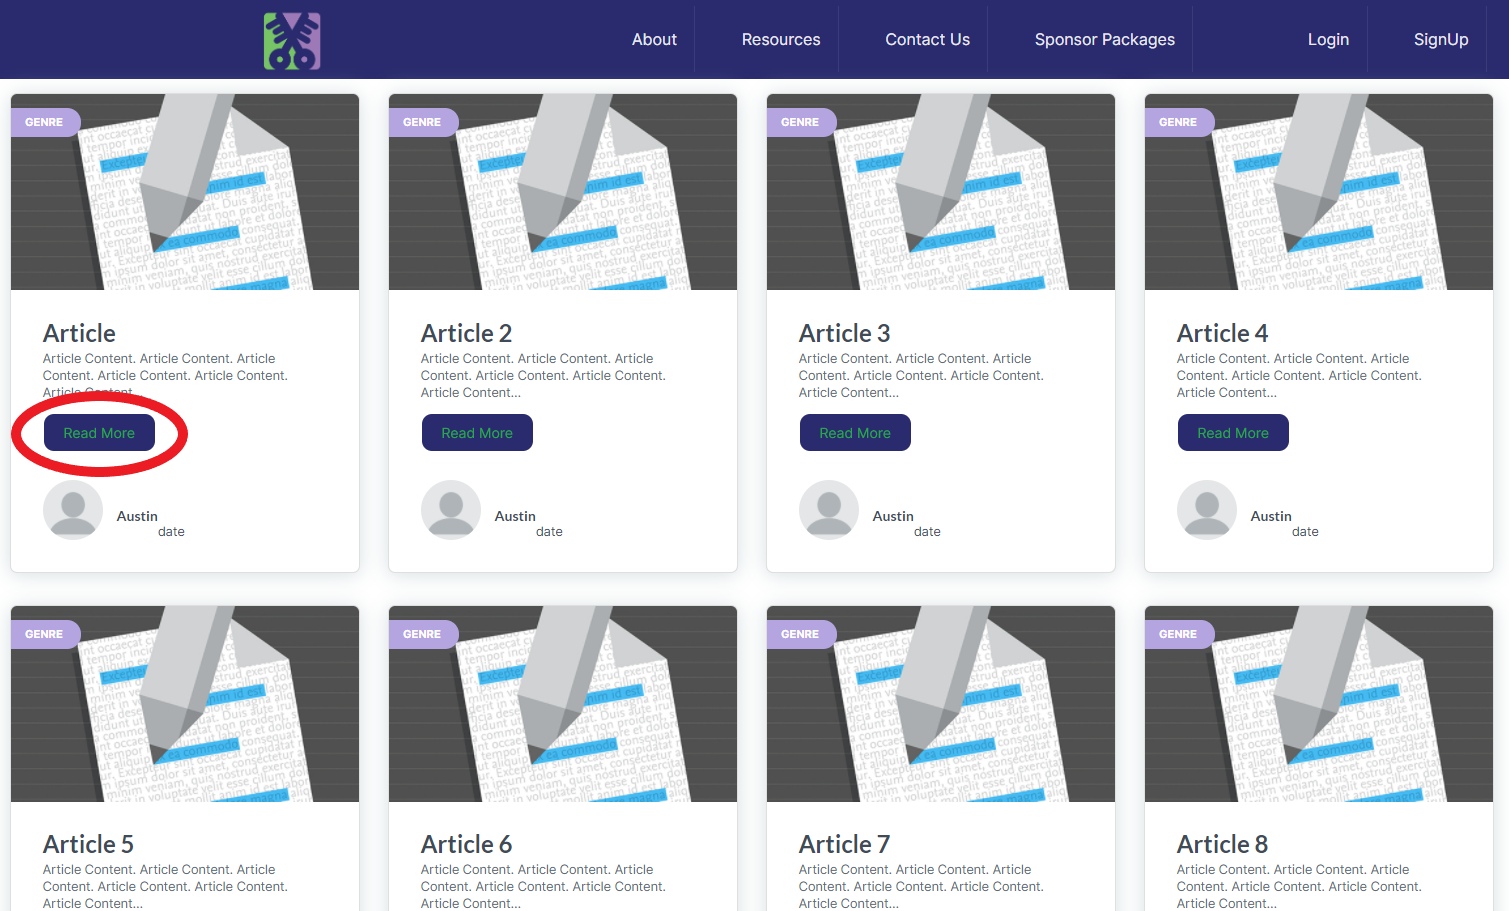 About Resources Contact Us Sponsor Packages Login SignUp
GENRE GENRE GENRE GENRE
Article
Article Content. Article Content. Article
Content. Article Content. Article Content.
Article Content...
Read More
Austin
date
Article 2
Article Content. Article Content. Article
Content. Article Content. Article Content.
Article Content...
Read More
Austin
date
Article 3
Article Content. Article Content. Article
Content. Article Content. Article Content.
Article Content...
Read More
Austin
date
Article 4
Article Content. Article Content. Article
Content. Article Content. Article Content.
Article Content...
Read More
Austin
date
GENRE GENRE GENRE GENRE
Article 5
Article Content. Article Content. Article
Content. Article Content. Article Content.
Article Content...
Article 6
Article Content. Article Content. Article
Content. Article Content. Article Content.
Article Content...
Article 7
Article Content. Article Content. Article
Content. Article Content. Article Content.
Article Content...
Article 8
Article Content. Article Content. Article
Content. Article Content. Article Content.
Article Content...